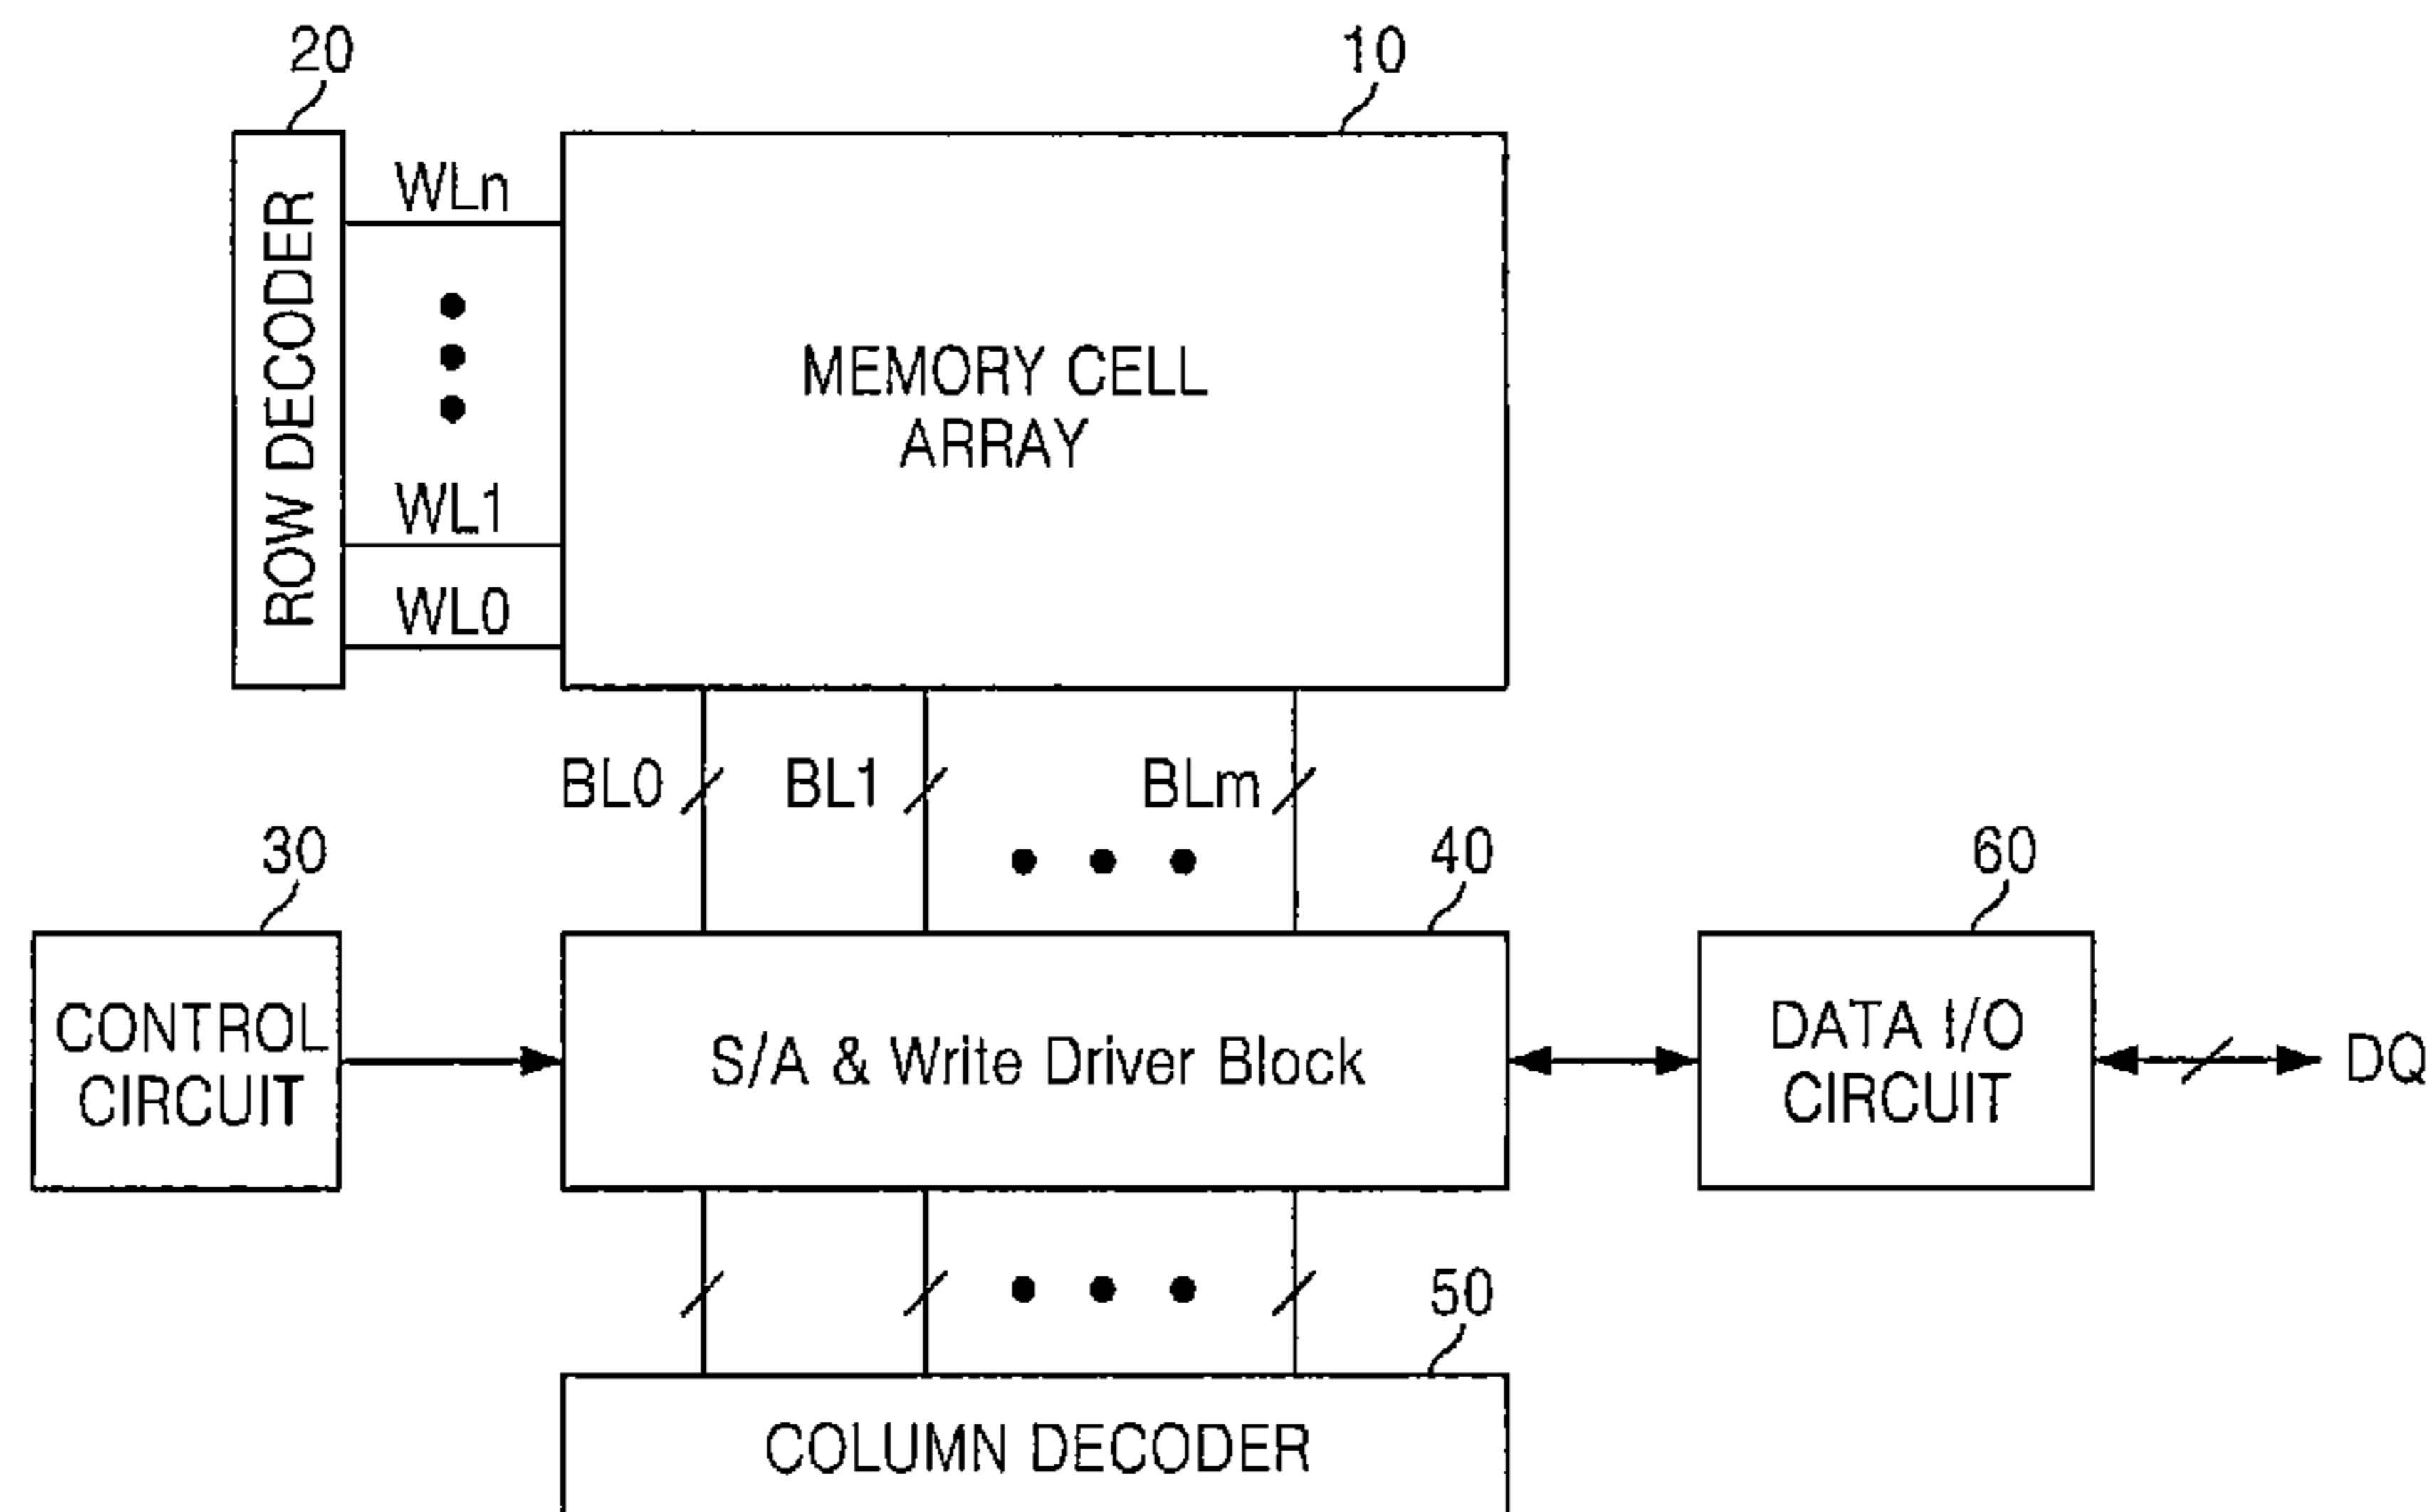 20
10
ROW DECODER
WLn
MEMORY CELL
ARRAY
WL1
WL0
BL0 BL1 BLm
30
40
60
CONTROL
CIRCUIT
S/A & Write Driver Block
DATA I/O
CIRCUIT
DQ
50
COLUMN DECODER